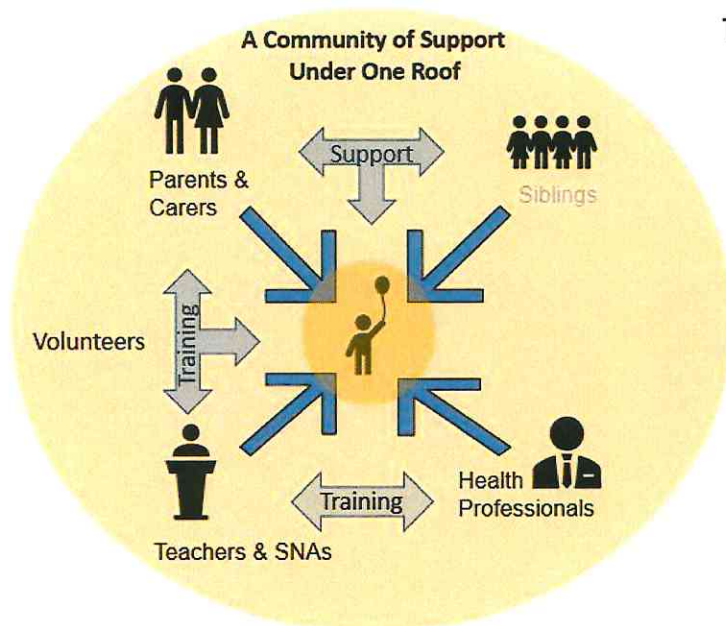 A Community of Support
Under One Roof
Support
Parents &
Carers
Siblings
Volunteers
Training
Training
Health
Professionals
Teachers & SNAs